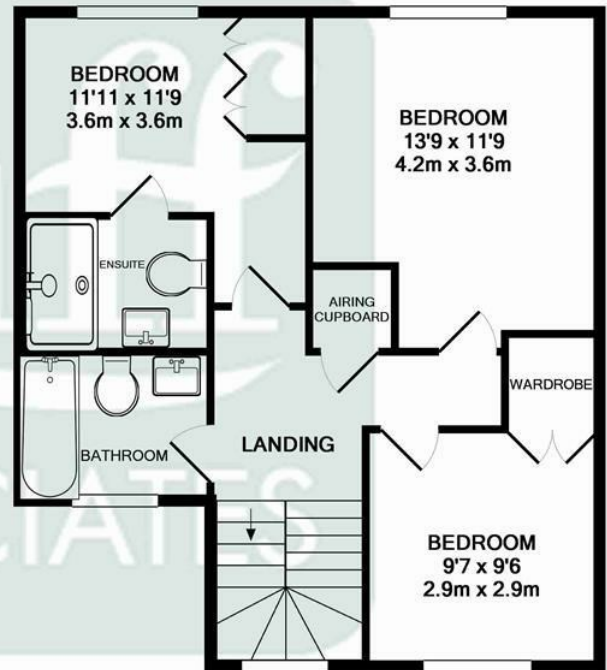 BEDROOM
11'11 x 11'9
3.6m x 3.6m
BEDROOM
13'9 x 11'9
4.2m x 3.6m
ENSUITE
AIRING
CUPBOARD
WARDROBE
BATHROOM
LANDING
BEDROOM
9'7 x 9'6
2.9m x 2.9m
CIATES